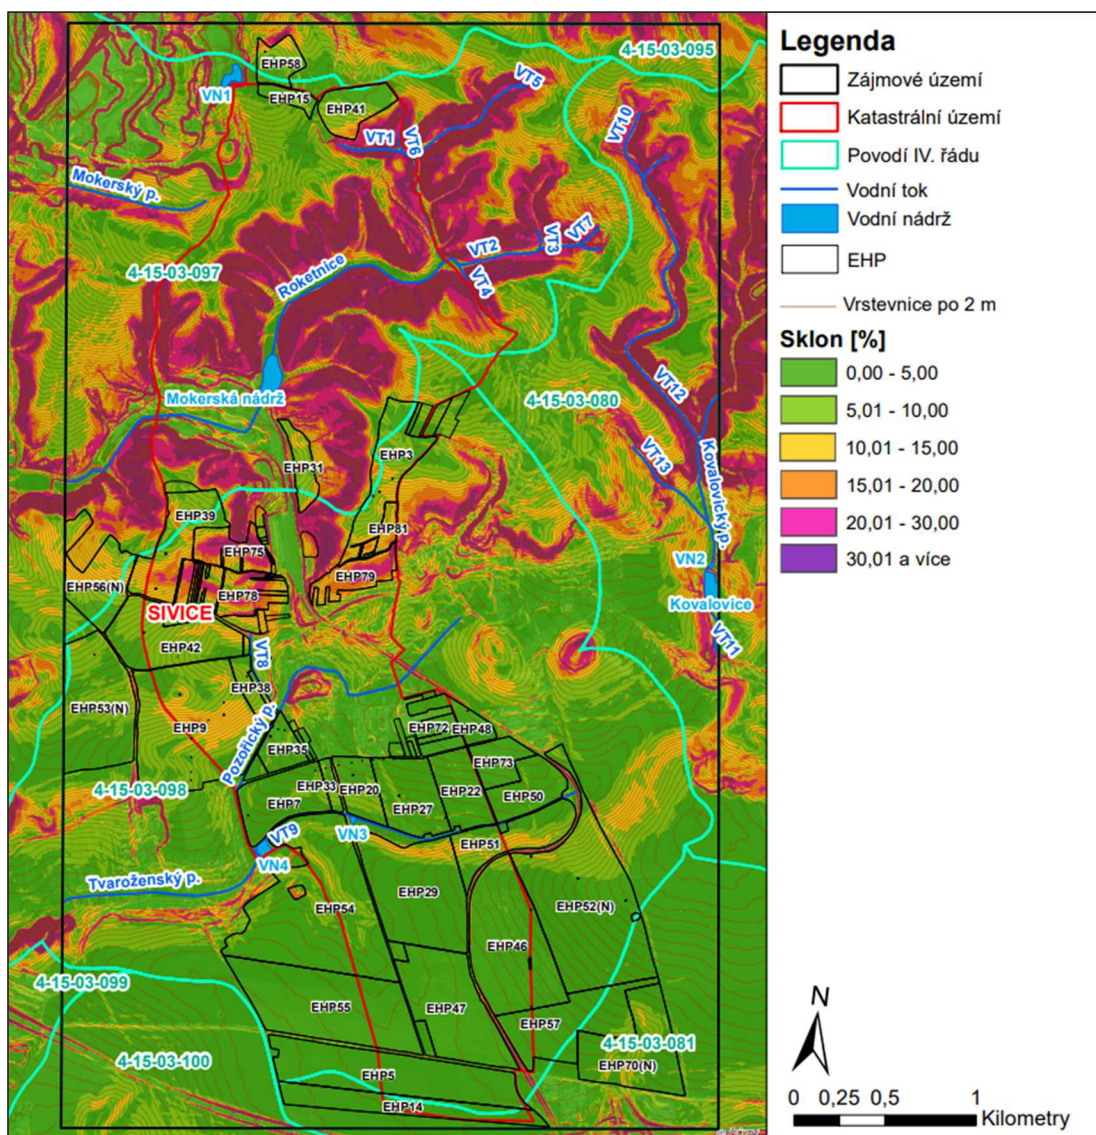 4-15-03-095
EHP58
VN1
EHP15
EHP41
VT5
VT1
VT6
VT10
Mokerský p.
4-15-03-097
Roketnice
VT2
VT3
VT7
VT4
Mokerská nádrž
4-15-03-080
VT12
EHP3
EHP31
VT13
Kovalovický p.
EHP39
EHP81
EHP75
EHP79
EHP56(N)
EHP78
VN2
Kovalovice
SIVICE
EHP42
VT8
VT11
EHP38
EHP53(N)
EHP9
Pozořický p.
EHP72
EHP48
EHP35
EHP73
4-15-03-098
EHP33
EHP20
EHP22
EHP50
EHP7
EHP27
VT9
VN3
EHP51
VN4
Tvaroženský p.
EHP29
EHP54
EHP52(N)
EHP46
4-15-03-099
EHP55
EHP47
EHP57
4-15-03-081
4-15-03-100
EHP70(N)
EHP5
EHP14
Legenda
Zájmové území
Katastrální území
Povodí IV. řádu
Vodní tok
Vodní nádrž
EHP
Vrstevnice po 2 m
Sklon [%]
0,00 - 5,00
5,01 - 10,00
10,01 - 15,00
15,01 - 20,00
20,01 - 30,00
30,01 a více
N
0 0,25 0,5 1
Kilometry